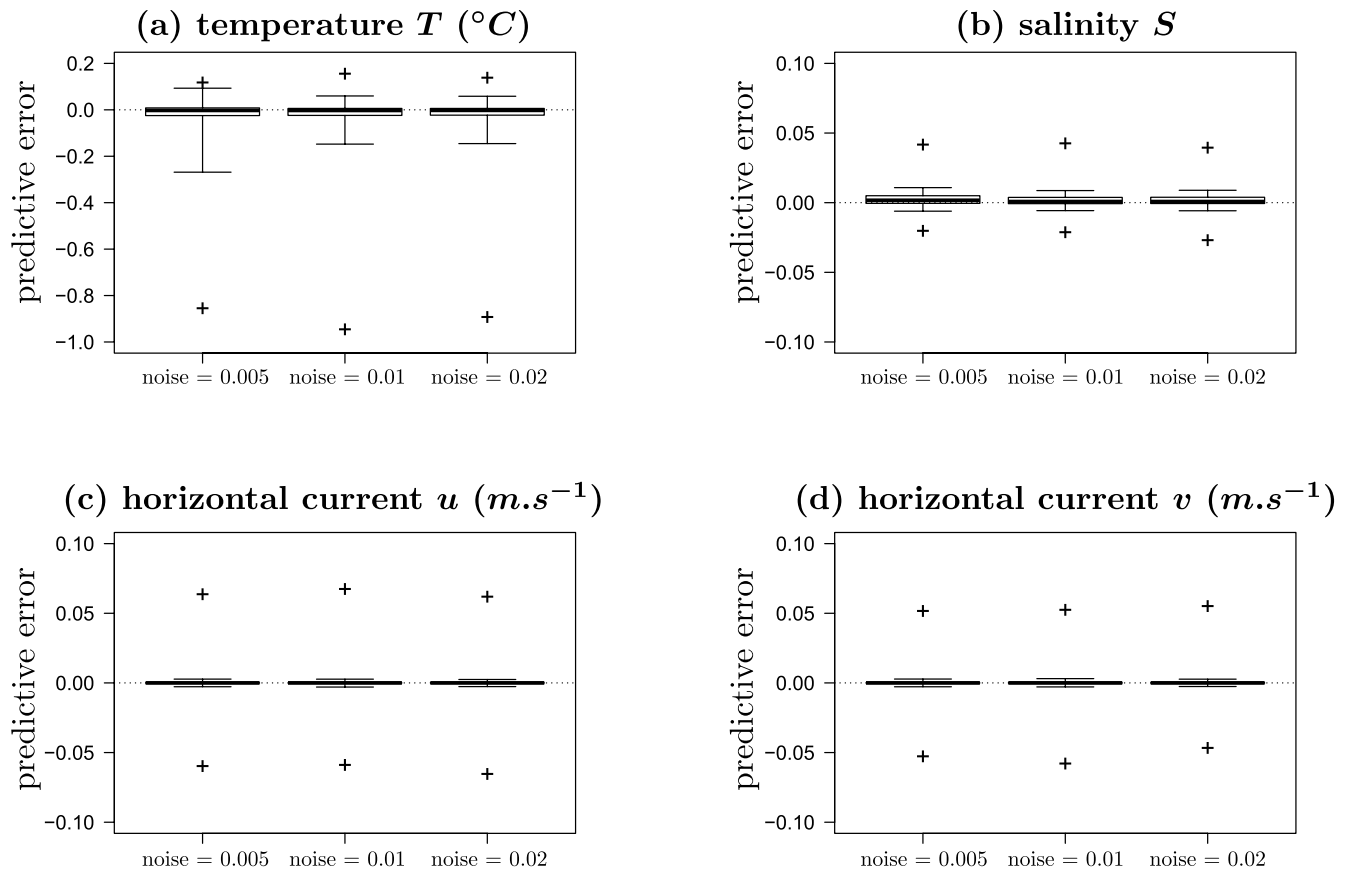 (a) temperature T (°C)
predictive error
0.2
0.0
−0.2
−0.4
−0.6
−0.8
−1.0
noise = 0.005 noise = 0.01 noise = 0.02
(b) salinity S
predictive error
0.10
0.05
0.00
−0.05
−0.10
noise = 0.005 noise = 0.01 noise = 0.02
(c) horizontal current u (m.s⁻¹)
predictive error
0.10
0.05
0.00
−0.05
−0.10
noise = 0.005 noise = 0.01 noise = 0.02
(d) horizontal current v (m.s⁻¹)
predictive error
0.10
0.05
0.00
−0.05
−0.10
noise = 0.005 noise = 0.01 noise = 0.02